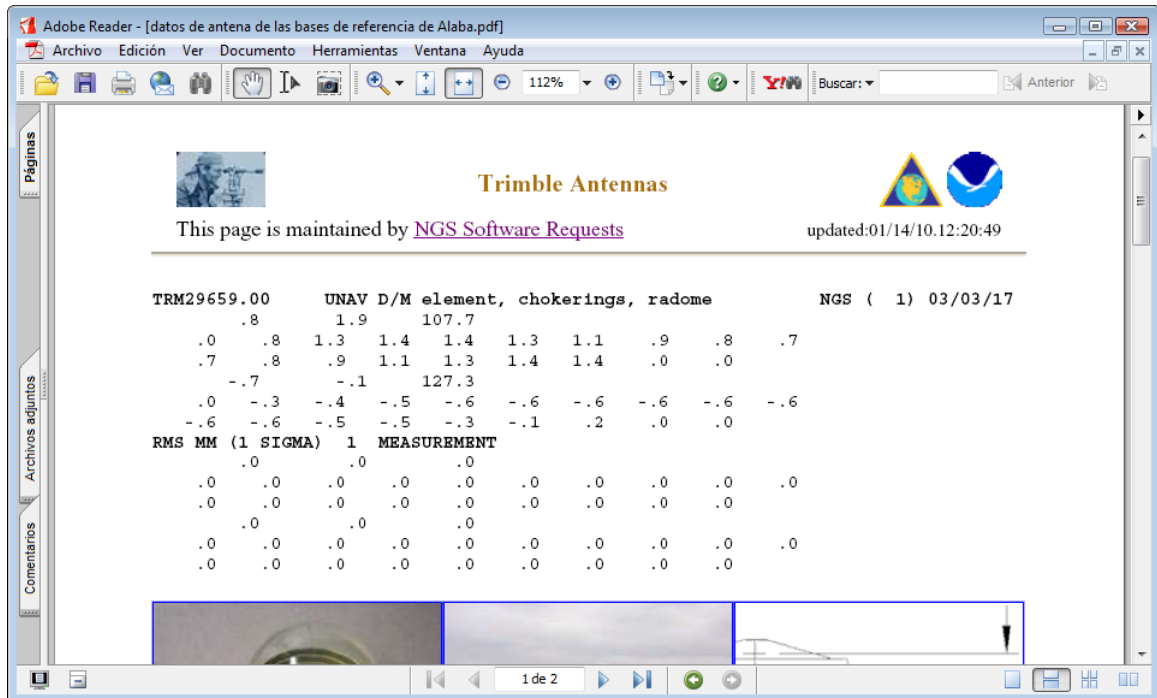 Adobe Reader - [datos de antena de las bases de referencia de Alaba.pdf]
Archivo Edición Ver Documento Herramientas Ventana Ayuda
112% Y! Buscar: Anterior
Páginas
Archivos adjuntos
Comentarios
Trimble Antennas
This page is maintained by NGS Software Requests updated:01/14/10.12:20:49
TRM29659.00 UNAV D/M element, chokerings, radome NGS ( 1) 03/03/17
.8 1.9 107.7
.0 .8 1.3 1.4 1.4 1.3 1.1 .9 .8 .7
.7 .8 .9 1.1 1.3 1.4 1.4 .0 .0
-.7 -.1 127.3
.0 -.3 -.4 -.5 -.6 -.6 -.6 -.6 -.6 -.6
-.6 -.6 -.5 -.5 -.3 -.1 .2 .0 .0
RMS MM (1 SIGMA) 1 MEASUREMENT
.0 .0 .0
.0 .0 .0 .0 .0 .0 .0 .0 .0 .0
.0 .0 .0 .0 .0 .0 .0 .0 .0
.0 .0 .0
.0 .0 .0 .0 .0 .0 .0 .0 .0 .0
.0 .0 .0 .0 .0 .0 .0 .0 .0
1 de 2